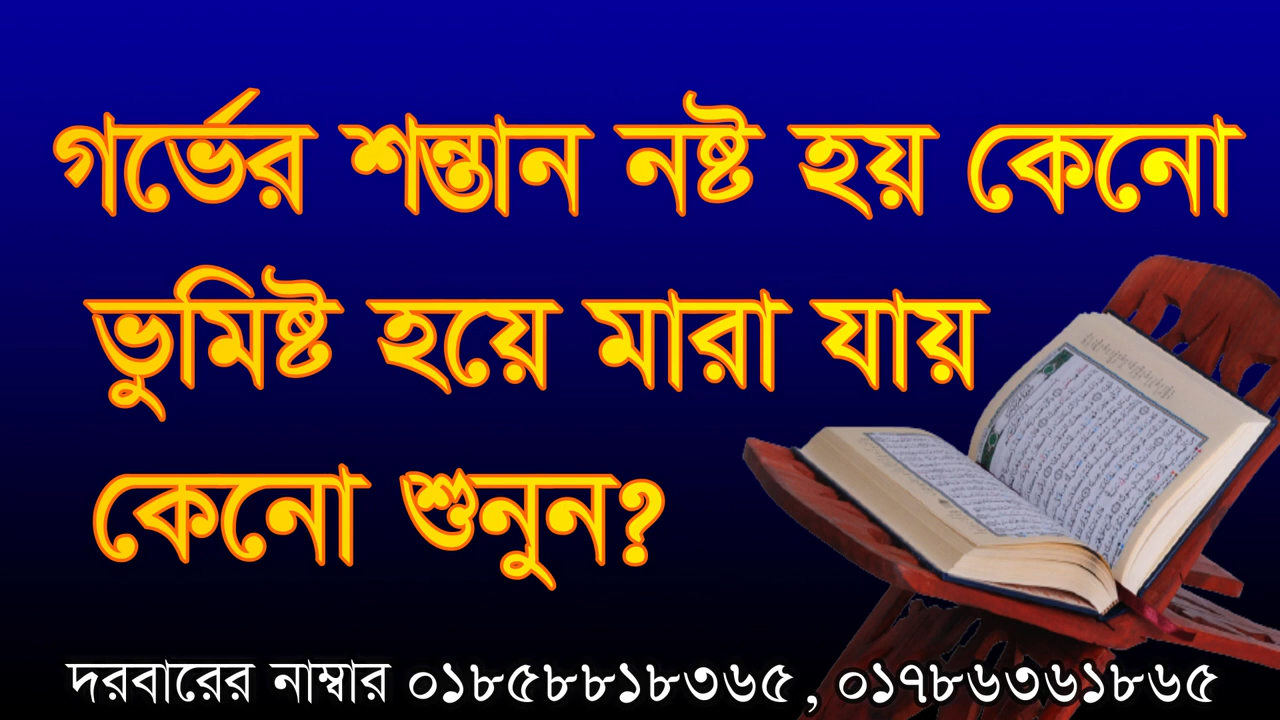 গর্ভের শন্তান নষ্ট হয় কেনো
ভুমিষ্ট হয়ে মারা যায়
কেনো শুনুন?
দরবারের নাম্বার ০১৮৫৮৮১৮৩৬৫, ০১৭৮৬৩৬১৮৬৫